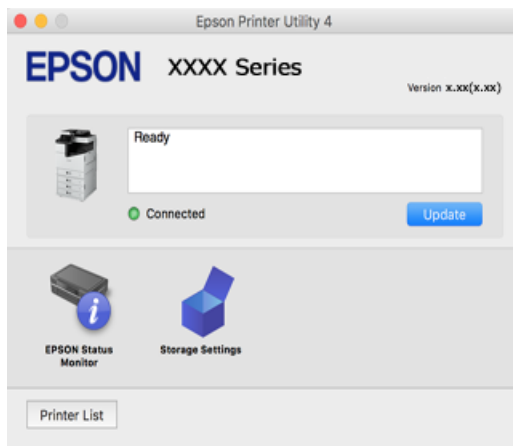 Epson Printer Utility 4
EPSON XXXX Series
Version x.xx(x.xx)
Ready
Connected
Update
EPSON Status
Monitor
Storage Settings
Printer List